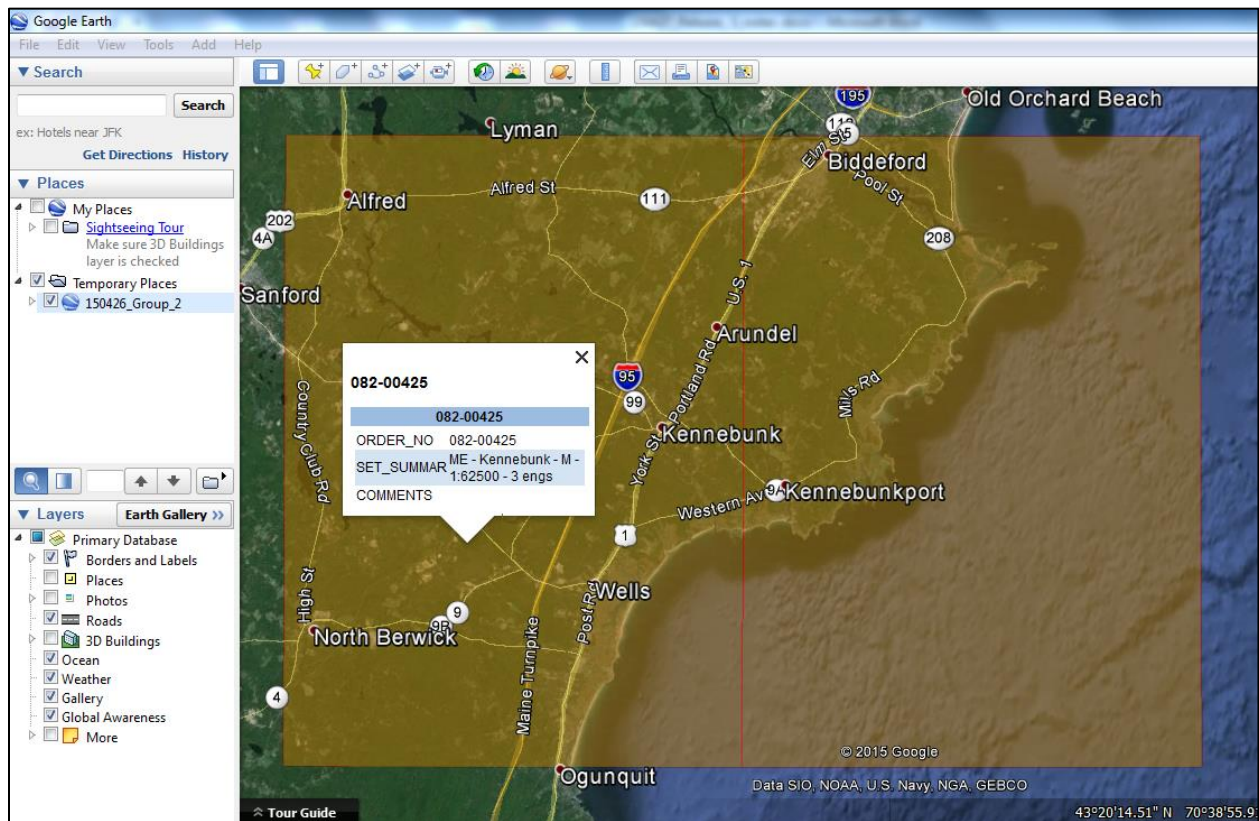 Google Earth
File Edit View Tools Add Help
Search
Search
ex: Hotels near JFK
Get Directions History
Places
My Places
Sightseeing Tour
Make sure 3D Buildings
layer is checked
Temporary Places
150426_Group_2
Layers
Earth Gallery >>
Primary Database
Borders and Labels
Places
Photos
Roads
3D Buildings
Ocean
Weather
Gallery
Global Awareness
More
195
Old Orchard Beach
Lyman
5
Elm St
Biddeford
Pool St
Alfred St
Alfred
111
202
4A
208
Sanford
U.S. 1
Arundel
Portland Rd
95
99
Mills Rd
Country Club Rd
Kennebunk
York St
082-00425
082-00425
ORDER_NO 082-00425
SET_SUMMAR ME - Kennebunk - M -
1:62500 - 3 engs
COMMENTS
9A
Kennebunkport
Western Ave
1
High St
Wells
Post Rd
9
9B
North Berwick
Maine Turnpike
4
© 2015 Google
Ogunquit
Data SIO, NOAA, U.S. Navy, NGA, GEBCO
Tour Guide
43°20'14.51" N 70°38'55.9